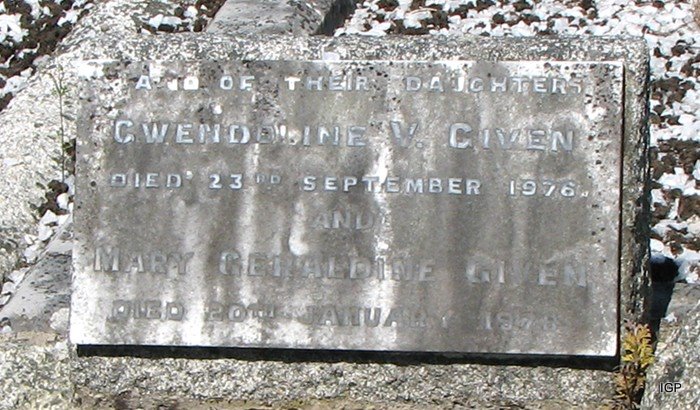 AND OF THEIR DAUGHTERS
GWENDOLINE V. GIVEN
DIED 23RD SEPTEMBER 1976.
AND
MARY GERALDINE GIVEN
DIED 20TH JANUARY
IGP